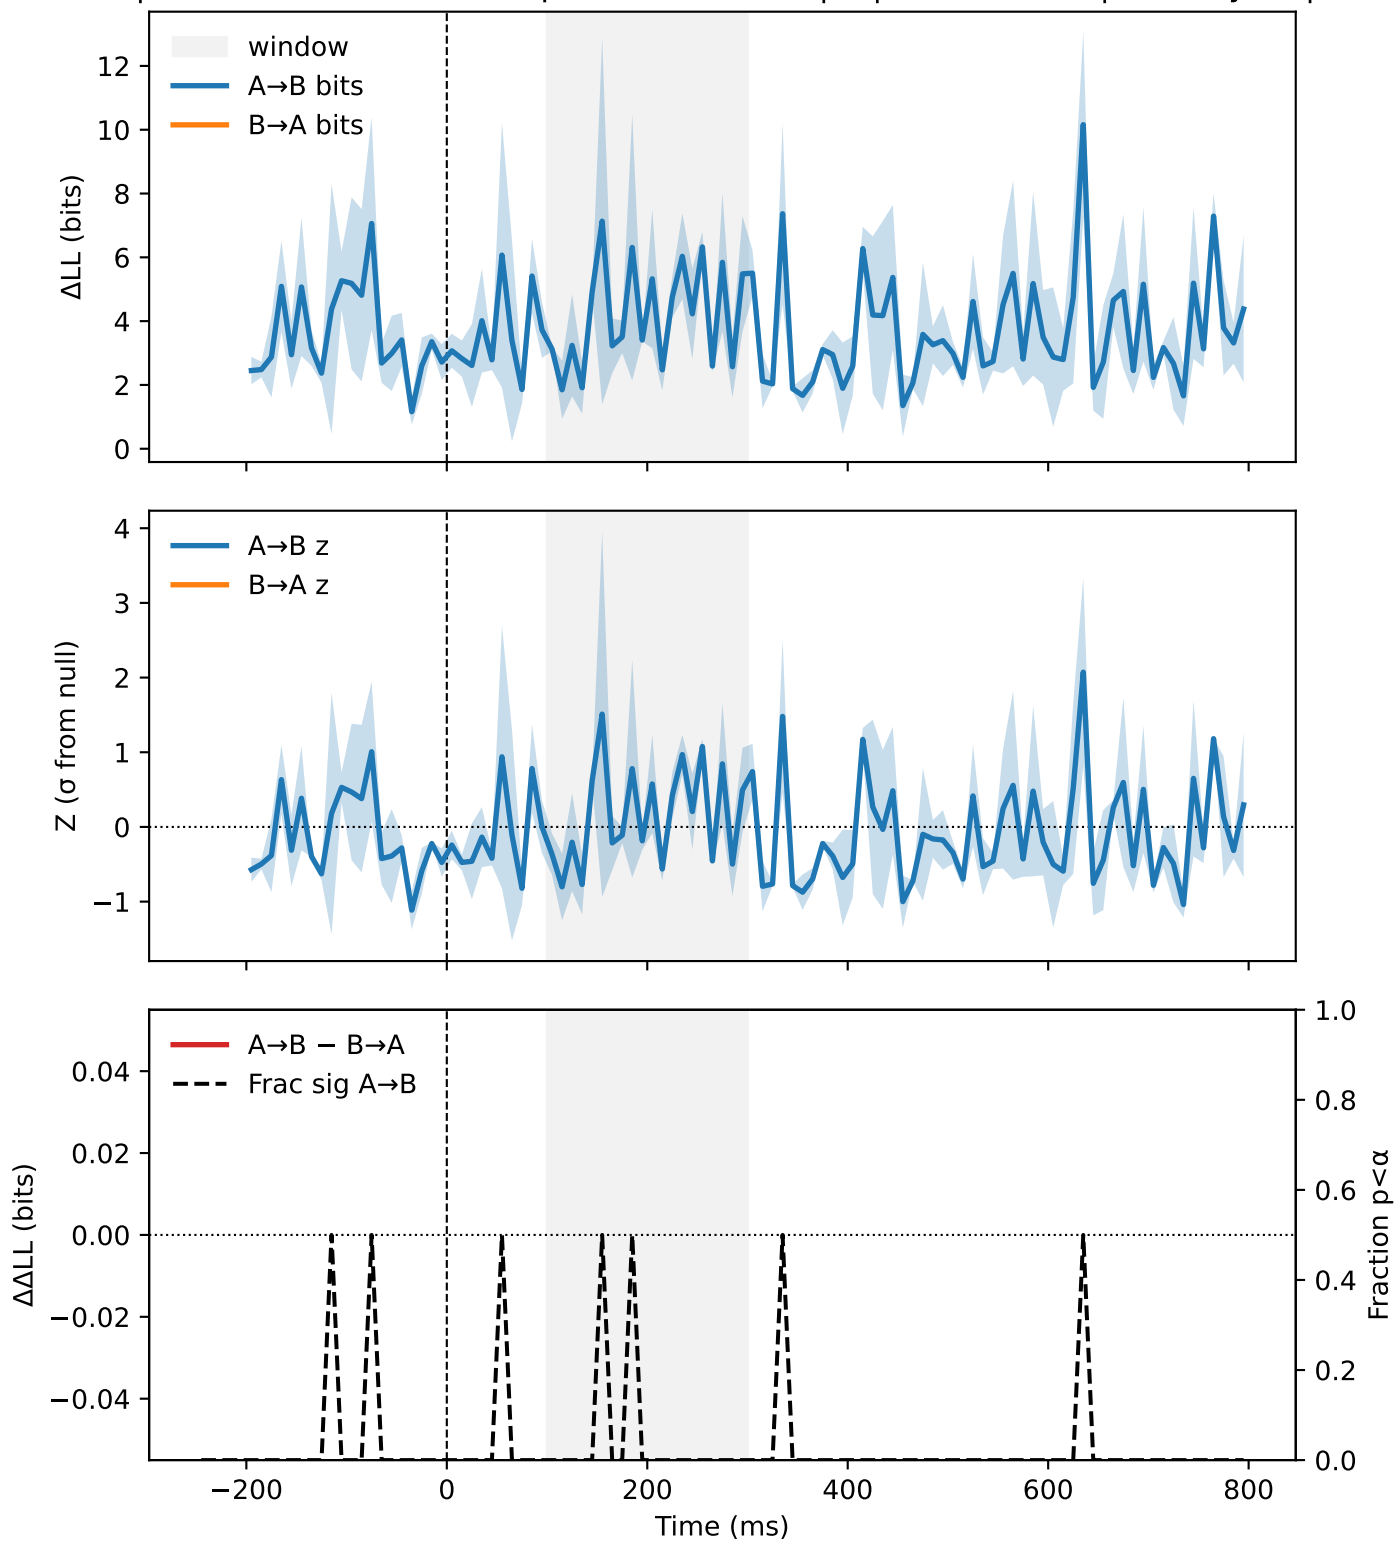 window
A→B bits
B→A bits
ΔLL (bits)
12
10
8
6
4
2
0
A→B z
B→A z
Z (σ from null)
4
3
2
1
0
−1
A→B − B→A
Frac sig A→B
ΔΔLL (bits)
0.04
0.02
0.00
−0.02
−0.04
1.0
0.8
0.6
0.4
0.2
0.0
Fraction p<α
−200 0 200 400 600 800
Time (ms)